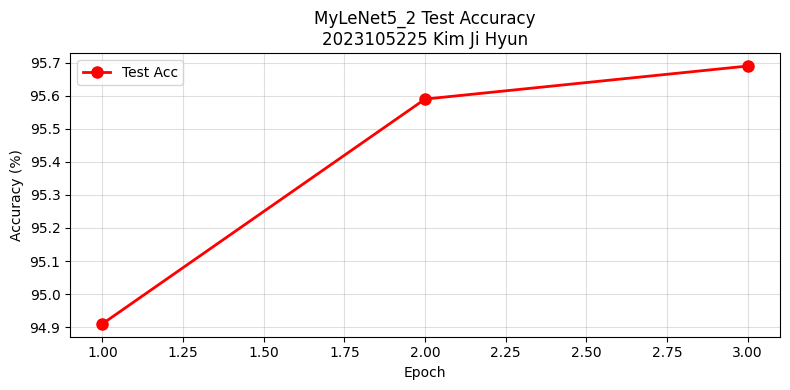 MyLeNet5_2 Test Accuracy
2023105225 Kim Ji Hyun
Test Acc
Accuracy (%)
95.7
95.6
95.5
95.4
95.3
95.2
95.1
95.0
94.9
1.00 1.25 1.50 1.75 2.00 2.25 2.50 2.75 3.00
Epoch